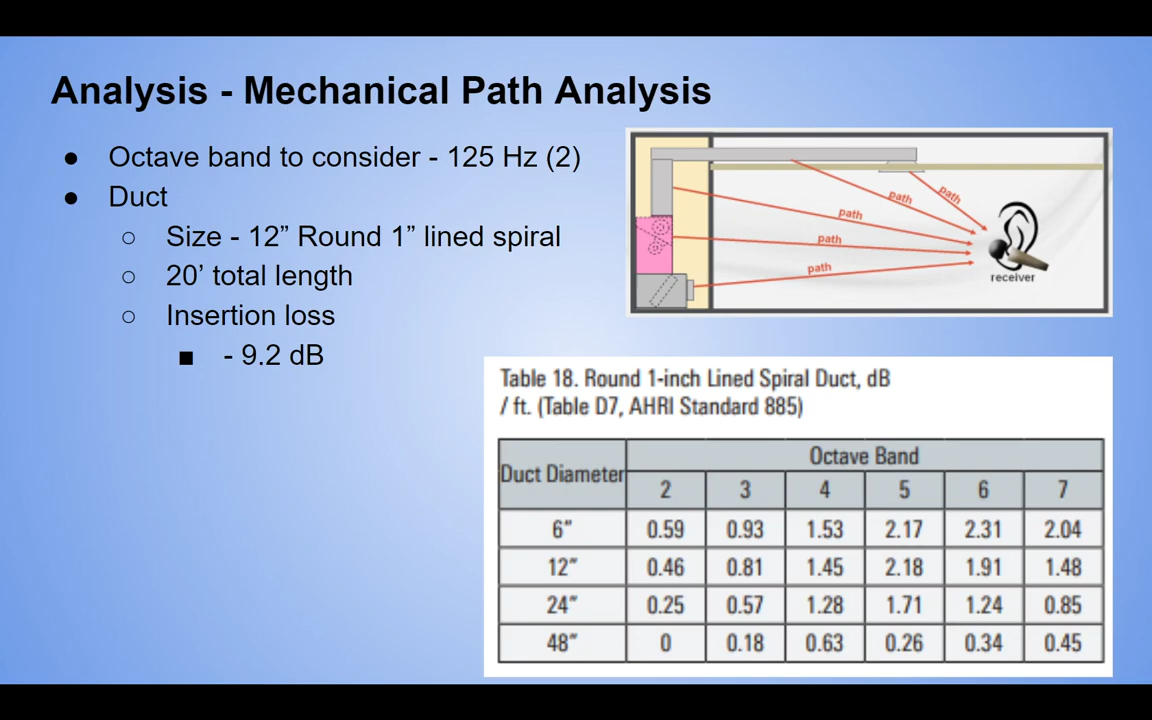 Analysis - Mechanical Path Analysis
● Octave band to consider - 125 Hz (2)
● Duct
○ Size - 12” Round 1” lined spiral
○ 20’ total length
○ Insertion loss
■ - 9.2 dB
path
path
path
path
path
receiver
Table 18. Round 1-inch Lined Spiral Duct, dB
/ ft. (Table D7, AHRI Standard 885)
Duct Diameter Octave Band
2 3 4 5 6 7
6” 0.59 0.93 1.53 2.17 2.31 2.04
12” 0.46 0.81 1.45 2.18 1.91 1.48
24” 0.25 0.57 1.28 1.71 1.24 0.85
48” 0 0.18 0.63 0.26 0.34 0.45